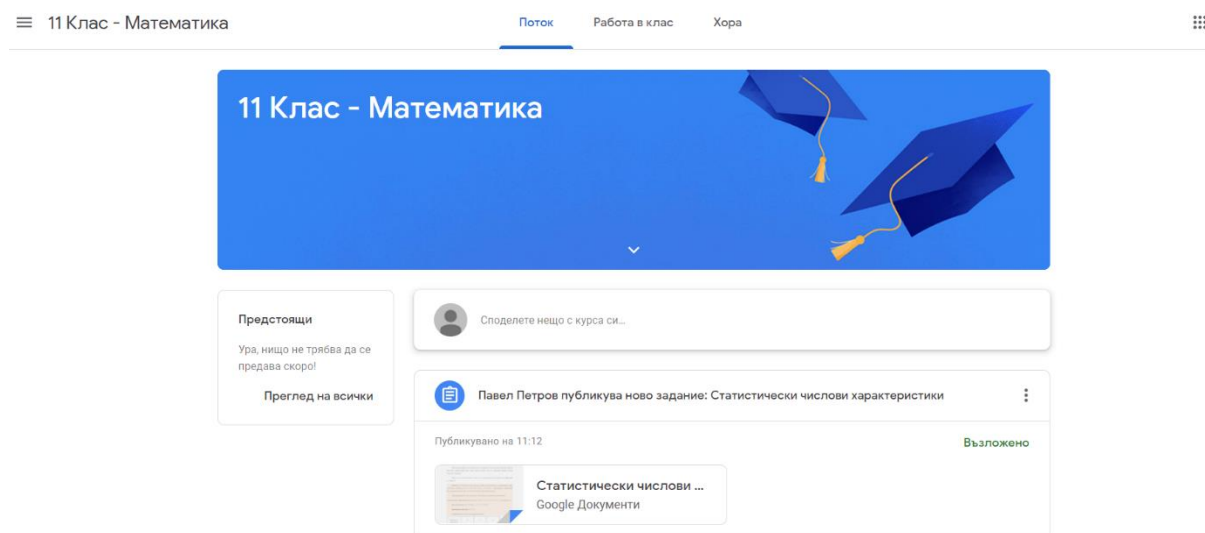 11 Клас - Математика
Поток
Работа в клас
Хора
11 Клас - Математика
Предстоящи
Ура, нищо не трябва да се
предава скоро!
Преглед на всички
Споделете нещо с курса си...
Павел Петров публикува ново задание: Статистически числови характеристики
Публикувано на 11:12
Възложено
Статистически числови ...
Google Документи